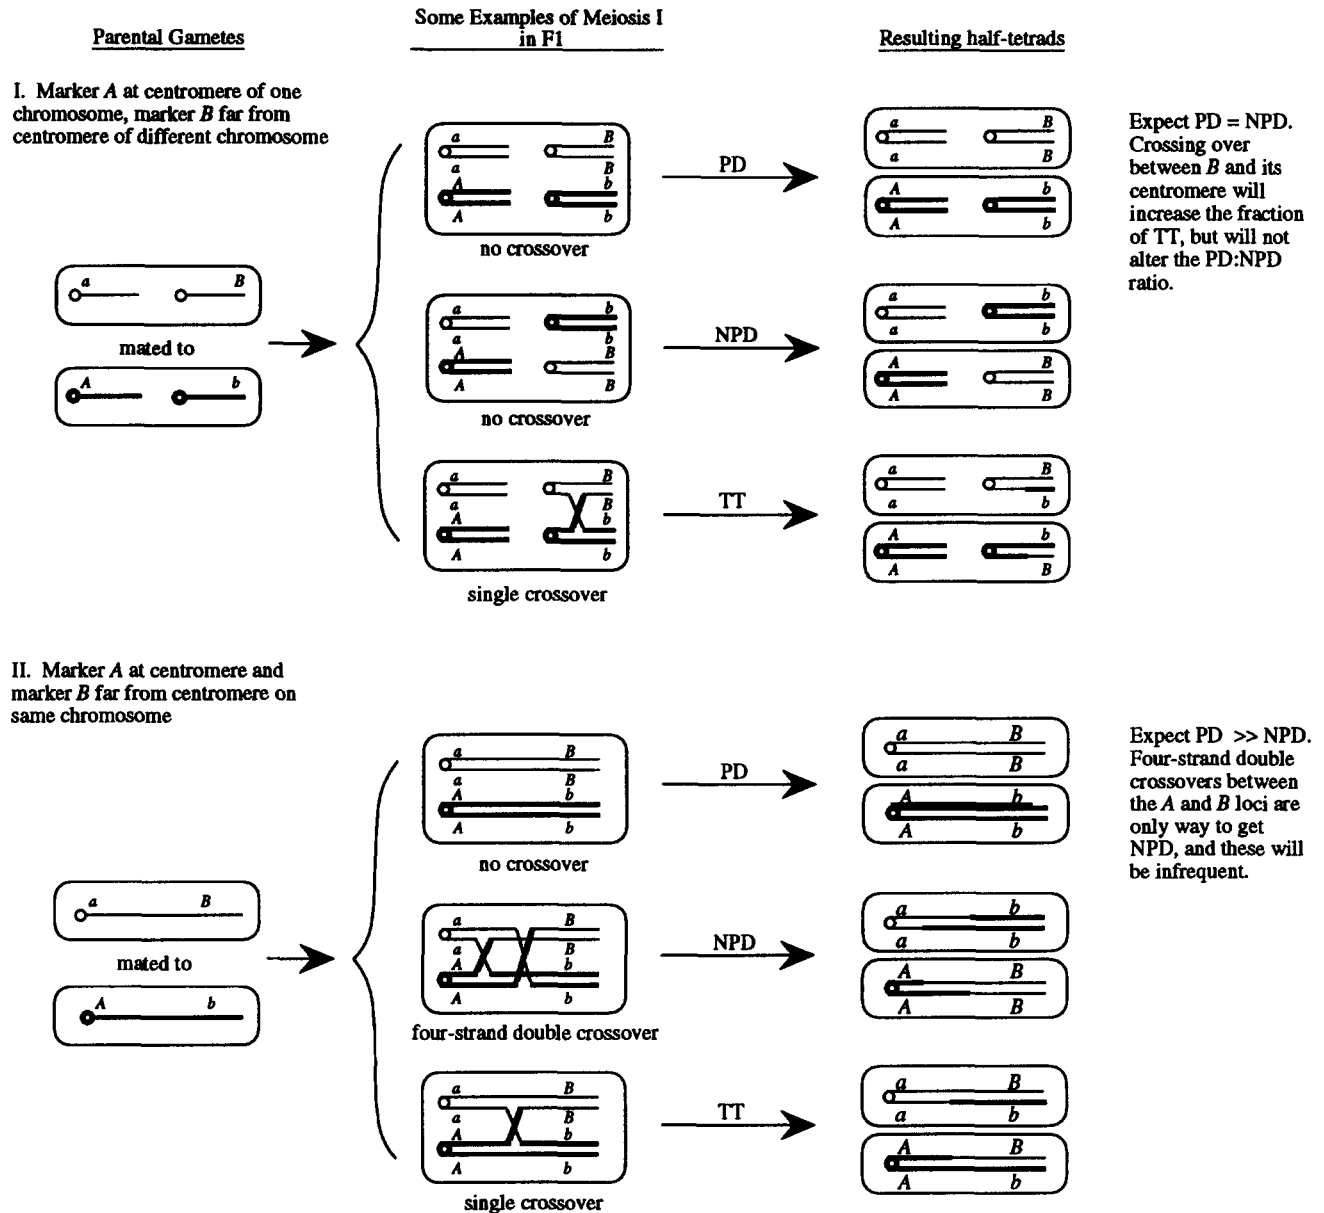 Parental Gametes
Some Examples of Meiosis I
in F1
Resulting half-tetrads
I. Marker A at centromere of one
chromosome, marker B far from
centromere of different chromosome
a B
mated to
A b
a B
a B
A b
A b
no crossover
PD
a B
a B
A b
A b
a b
a b
A B
A B
no crossover
NPD
a b
a b
A B
A B
a B
a B
A b
A b
single crossover
TT
a B
a b
A b
A B
Expect PD = NPD.
Crossing over
between B and its
centromere will
increase the fraction
of TT, but will not
alter the PD:NPD
ratio.
II. Marker A at centromere and
marker B far from centromere on
same chromosome
a B
mated to
A b
a B
a B
A b
A b
no crossover
PD
a B
a B
A b
A b
a B
a B
A b
A b
four-strand double crossover
NPD
a b
a b
A B
A B
a B
a B
A b
A b
single crossover
TT
a B
a b
A B
A b
Expect PD >> NPD.
Four-strand double
crossovers between
the A and B loci are
only way to get
NPD, and these will
be infrequent.